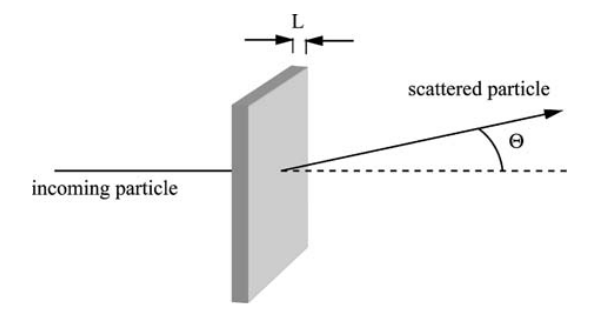 L
scattered particle
Θ
incoming particle